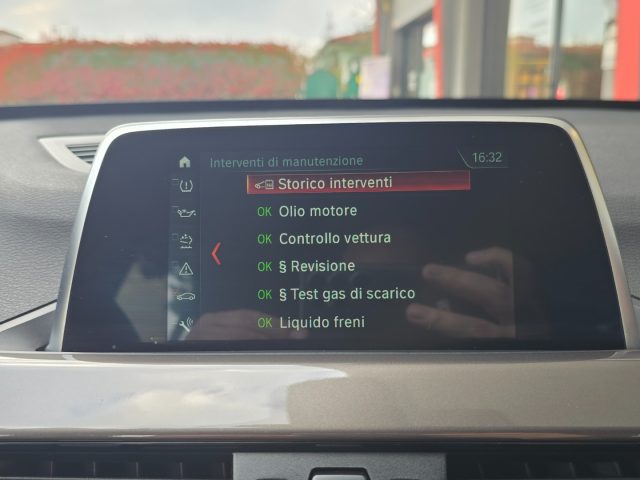 Interventi di manutenzione 16:32
Storico interventi
OK Olio motore
OK Controllo vettura
OK § Revisione
OK § Test gas di scarico
OK Liquido freni